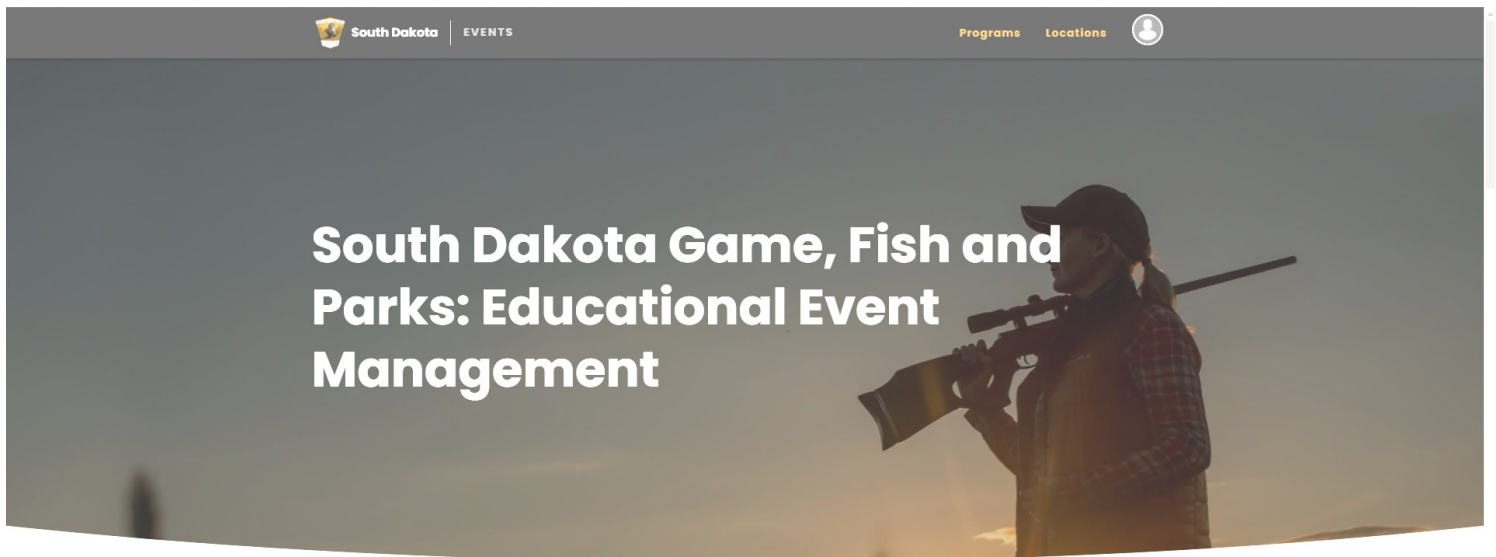 South Dakota EVENTS Programs Locations
South Dakota Game, Fish and
Parks: Educational Event
Management